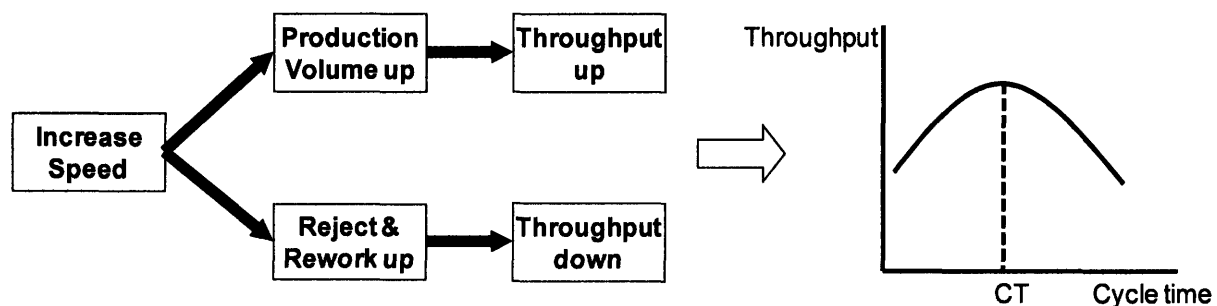 Increase
Speed
Production
Volume up
Throughput
up
Reject &
Rework up
Throughput
down
Throughput
CT
Cycle time